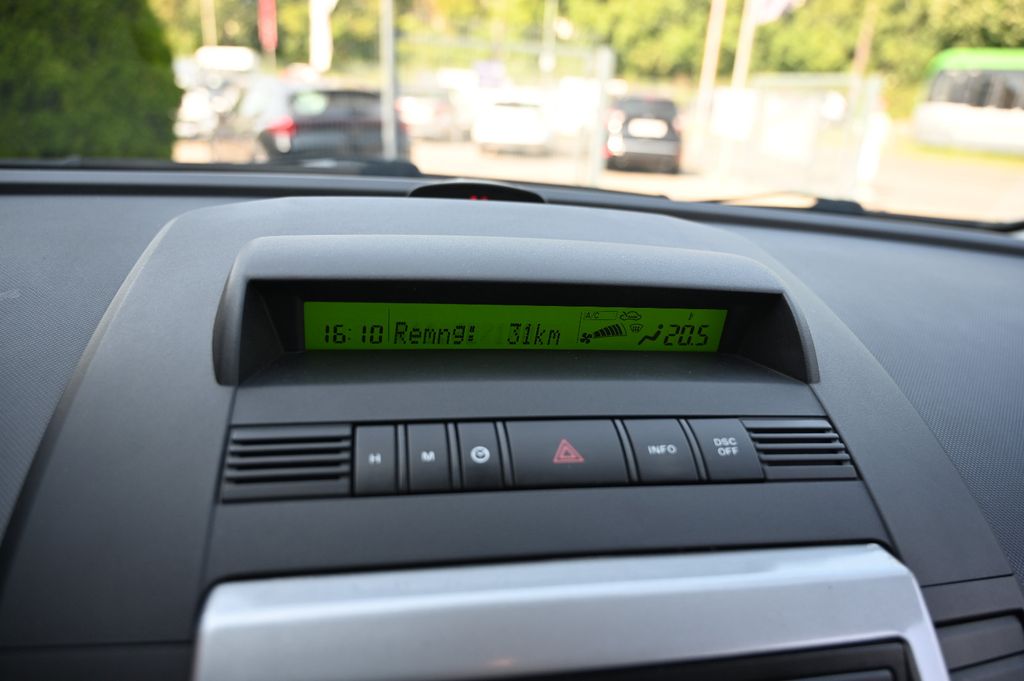 A/C
16:10 Remng: 31km 20.5
H M INFO DSC
OFF